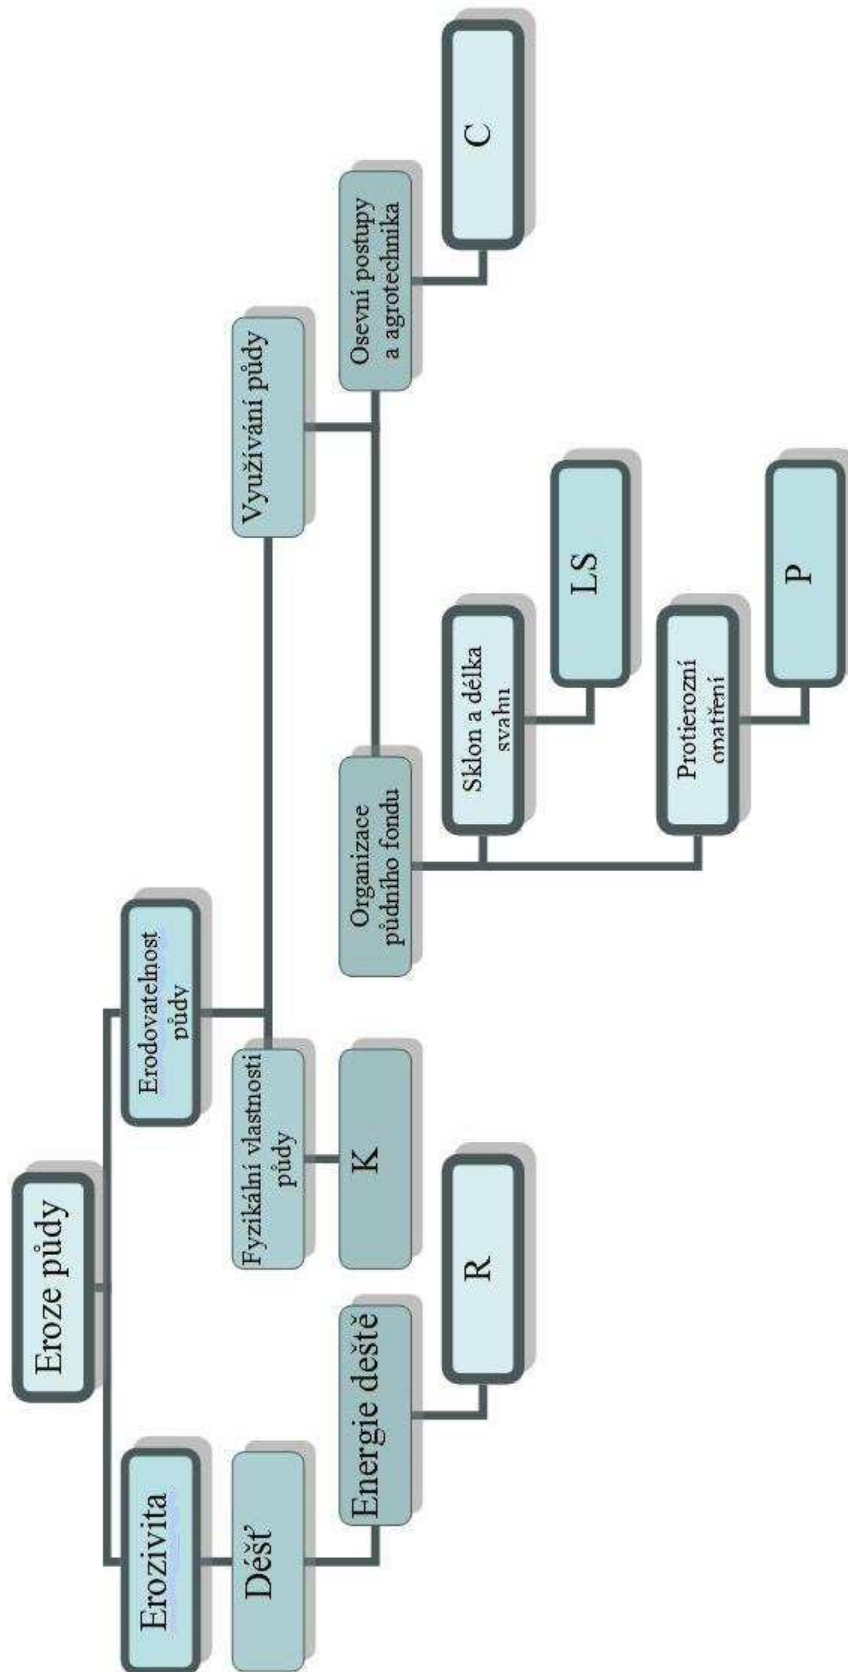 Eroze půdy
Erozivita
Erodovatelnost
půdy
Déšť
Fyzikální vlastnosti
půdy
Využívání půdy
Energie deště
K
Organizace
půdního fondu
Osevní postupy
a agrotechnika
R
Sklon a délka
svahu
C
LS
Protierozní
opatření
P